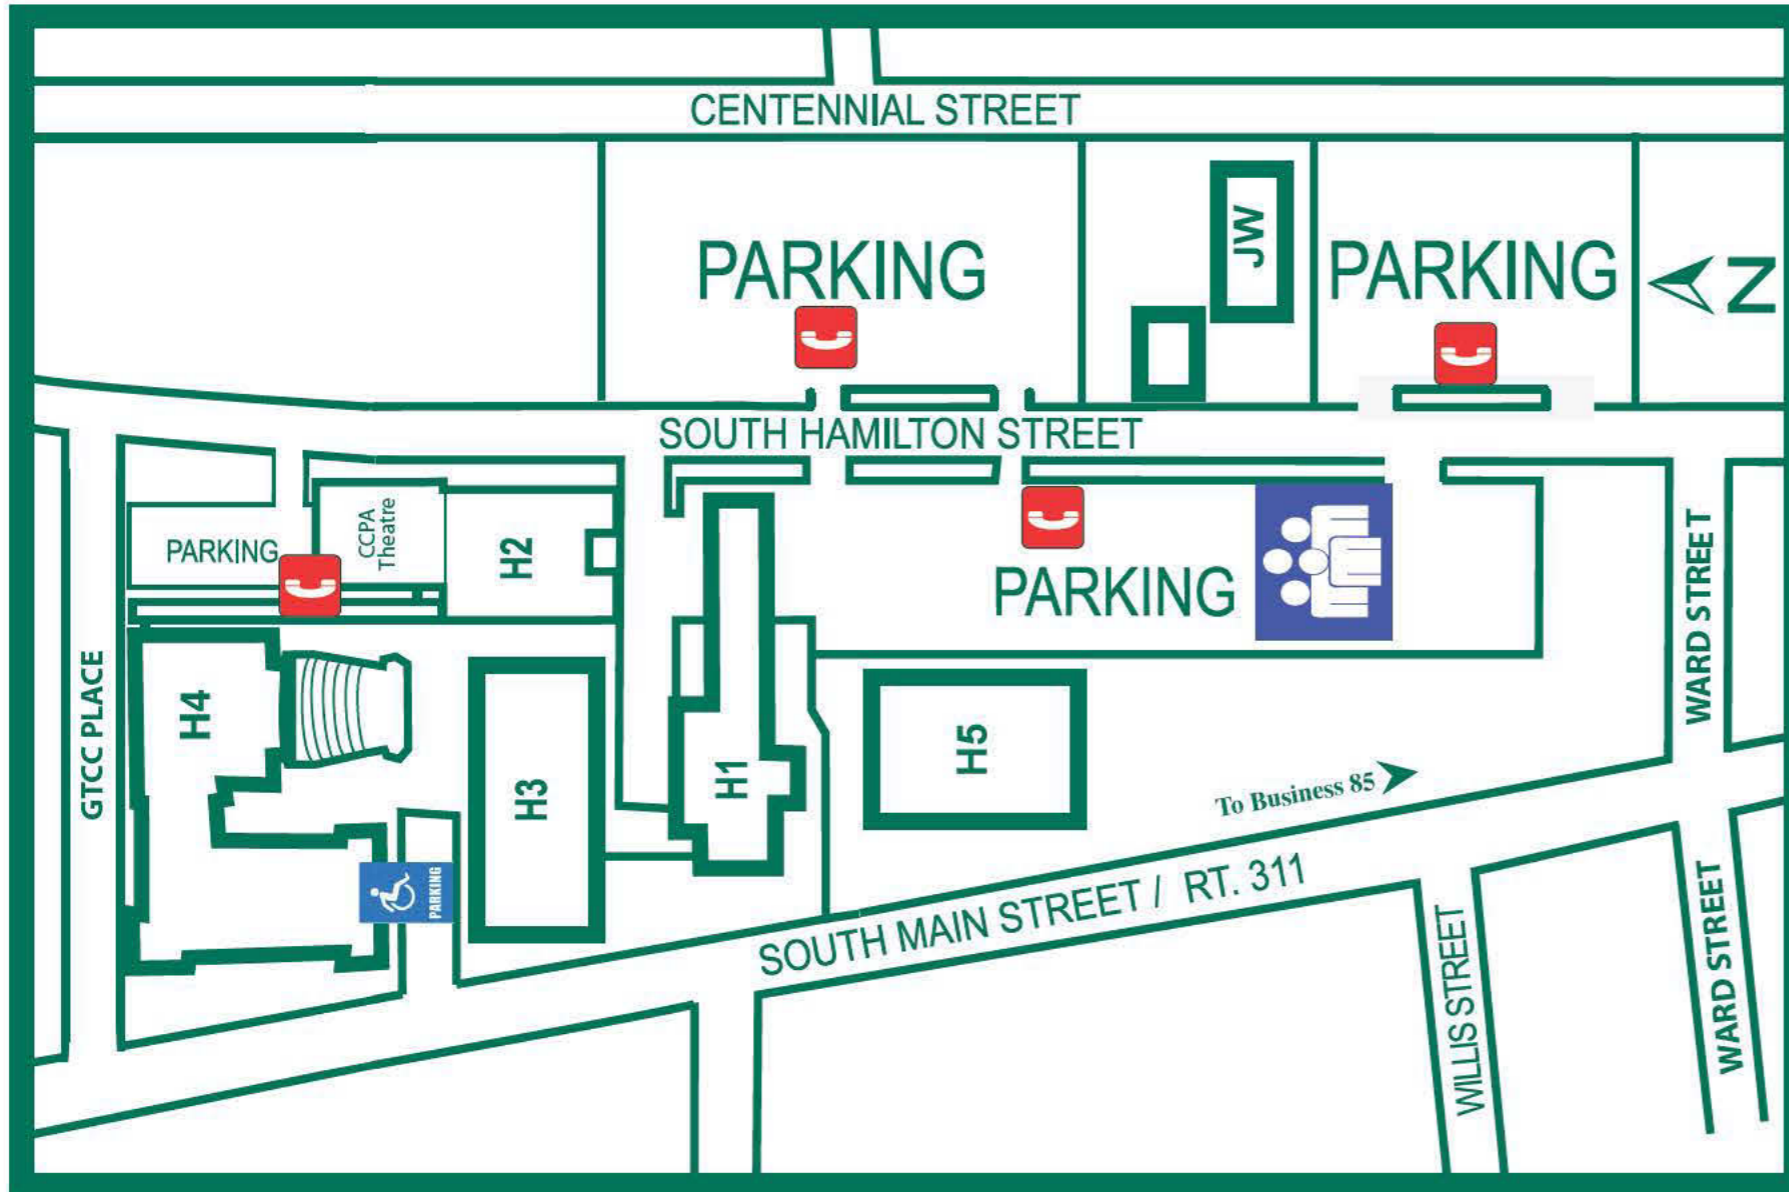 CENTENNIAL STREET
PARKING
JW
PARKING
N
SOUTH HAMILTON STREET
PARKING
CCPA
Theatre
H2
PARKING
WARD STREET
GTCC PLACE
H4
H3
H1
H5
To Business 85
PARKING
SOUTH MAIN STREET / RT. 311
WILLIS STREET
WARD STREET